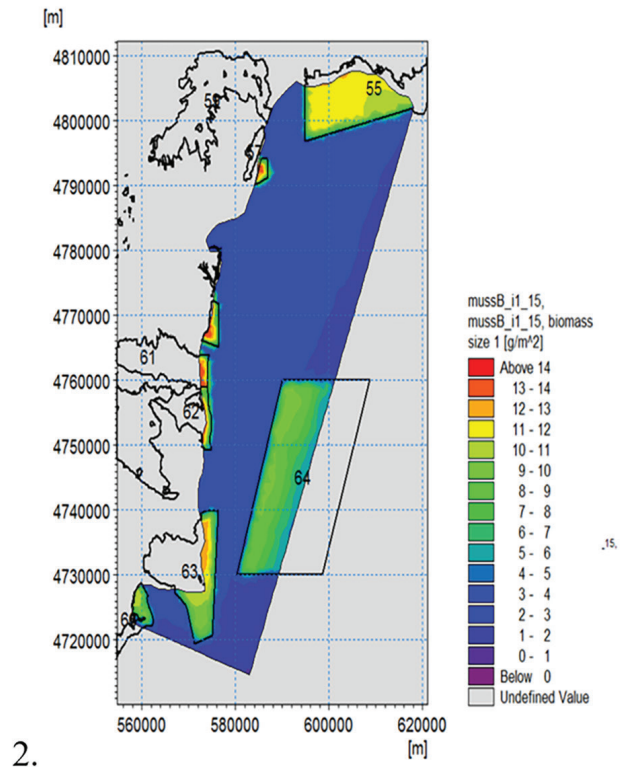 [m]
4810000
4800000
4790000
4780000
4770000
4760000
4750000
4740000
4730000
4720000
55
61
62
64
63
560000 580000 600000 620000
[m]
mussB_i1_15,
mussB_i1_15, biomass
size 1 [g/m^2]
Above 14
13 - 14
12 - 13
11 - 12
10 - 11
9 - 10
8 - 9
7 - 8
6 - 7
5 - 6
4 - 5
3 - 4
2 - 3
1 - 2
0 - 1
Below 0
Undefined Value
15,
2.